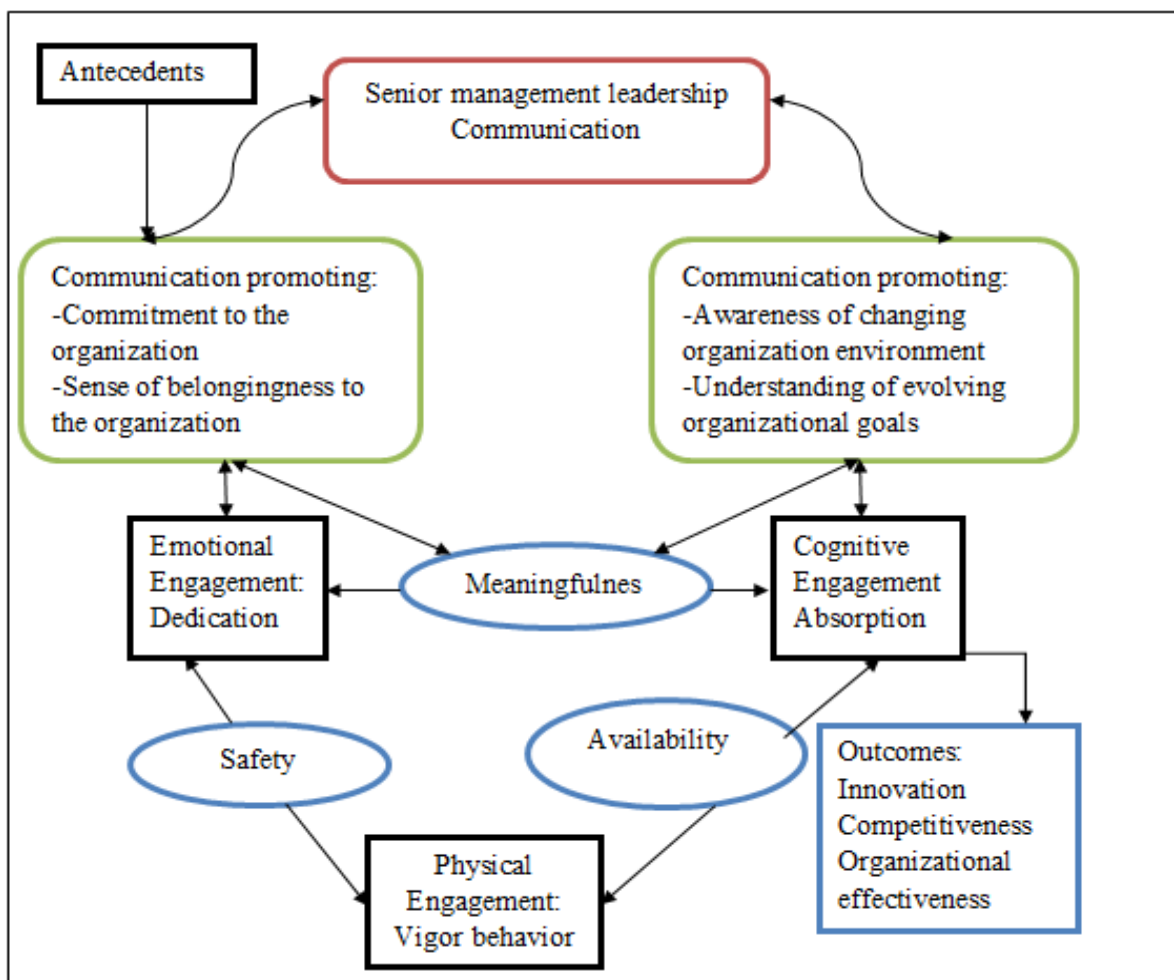 Antecedents
Senior management leadership
Communication
Communication promoting:
-Commitment to the
organization
-Sense of belongingness to
the organization
Communication promoting:
-Awareness of changing
organization environment
-Understanding of evolving
organizational goals
Emotional
Engagement:
Dedication
Meaningfulnes
Cognitive
Engagement
Absorption
Safety
Availability
Outcomes:
Innovation
Competitiveness
Organizational
effectiveness
Physical
Engagement:
Vigor behavior